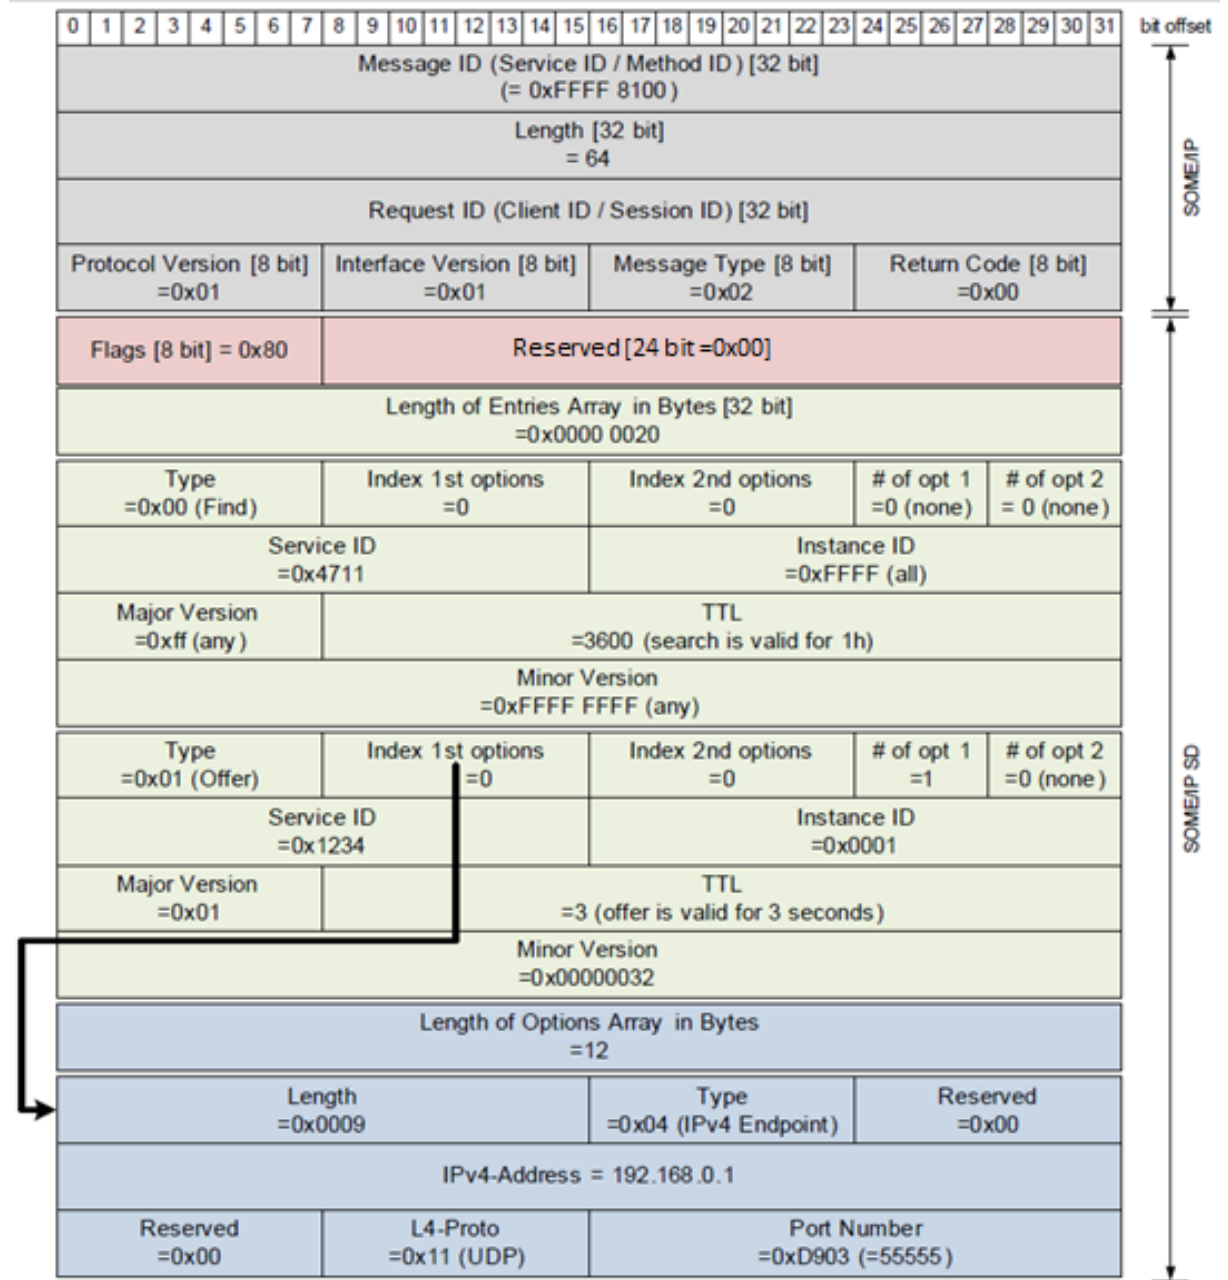 0 1 2 3 4 5 6 7 8 9 10 11 12 13 14 15 16 17 18 19 20 21 22 23 24 25 26 27 28 29 30 31 bit offset
Message ID (Service ID / Method ID) [32 bit]
(= 0xFFFF 8100)
Length [32 bit]
= 64
Request ID (Client ID / Session ID) [32 bit]
Protocol Version [8 bit]
=0x01
Interface Version [8 bit]
=0x01
Message Type [8 bit]
=0x02
Return Code [8 bit]
=0x00
SOME/IP
Flags [8 bit] = 0x80
Reserved [24 bit =0x00]
Length of Entries Array in Bytes [32 bit]
=0x0000 0020
Type
=0x00 (Find)
Index 1st options
=0
Index 2nd options
=0
# of opt 1
=0 (none)
# of opt 2
= 0 (none)
Service ID
=0x4711
Instance ID
=0xFFFF (all)
Major Version
=0xff (any)
TTL
=3600 (search is valid for 1h)
Minor Version
=0xFFFF FFFF (any)
Type
=0x01 (Offer)
Index 1st options
=0
Index 2nd options
=0
# of opt 1
=1
# of opt 2
=0 (none)
Service ID
=0x1234
Instance ID
=0x0001
Major Version
=0x01
TTL
=3 (offer is valid for 3 seconds)
Minor Version
=0x00000032
SOME/IP SD
Length of Options Array in Bytes
=12
Length
=0x0009
Type
=0x04 (IPv4 Endpoint)
Reserved
=0x00
IPv4-Address = 192.168.0.1
Reserved
=0x00
L4-Proto
=0x11 (UDP)
Port Number
=0xD903 (=55555)